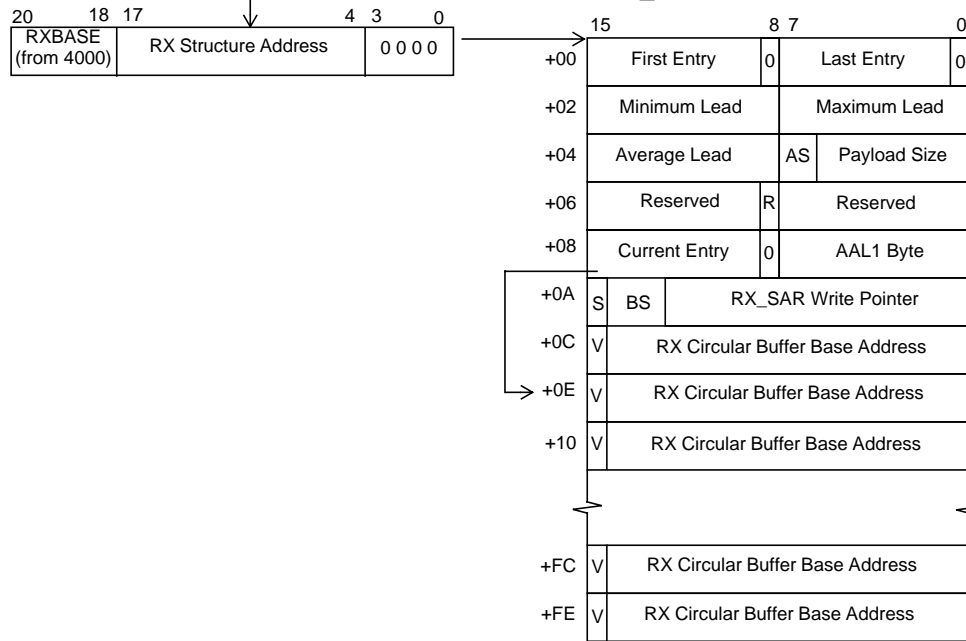 20 18 17 4 3 0
RXBASE
(from 4000) RX Structure Address 0 0 0 0
15 8 7 0
+00 First Entry 0 Last Entry 0
+02 Minimum Lead Maximum Lead
+04 Average Lead AS Payload Size
+06 Reserved R Reserved
+08 Current Entry 0 AAL1 Byte
+0A S BS RX_SAR Write Pointer
+0C V RX Circular Buffer Base Address
+0E V RX Circular Buffer Base Address
+10 V RX Circular Buffer Base Address
+FC V RX Circular Buffer Base Address
+FE V RX Circular Buffer Base Address